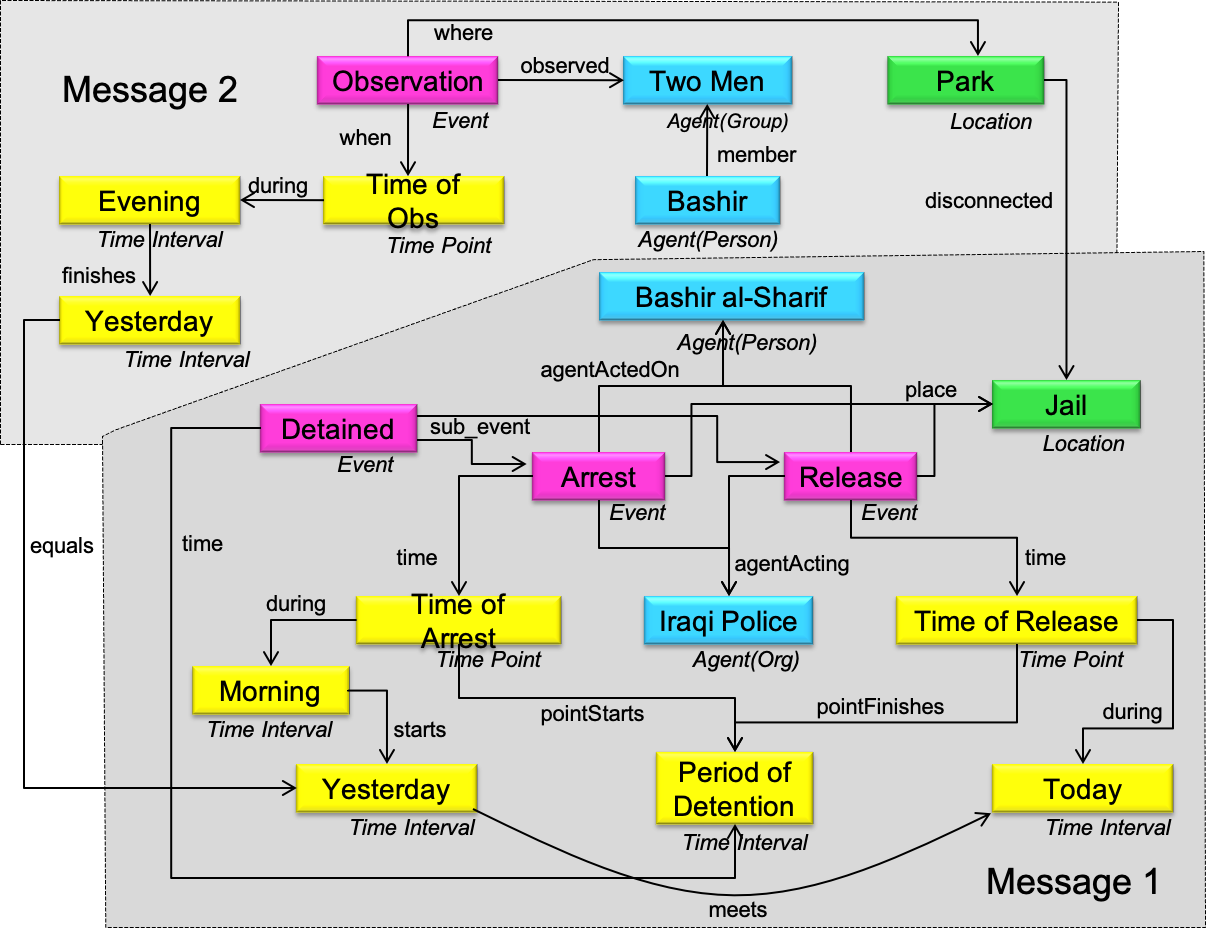 where
Message 2
Observation
observed
Two Men
Park
Event
Agent(Group)
Location
when
member
during
Evening
Time of
Obs
Bashir
disconnected
Time Interval
Time Point
Agent(Person)
finishes
Yesterday
Time Interval
Bashir al-Sharif
Agent(Person)
agentActedOn
place
Jail
Location
Detained
sub_event
Event
Arrest
Release
Event
Event
equals
time
time
agentActing
time
during
Time of
Arrest
Iraqi Police
Time of Release
Time Point
Agent(Org)
Time Point
Morning
Time Interval
starts
pointStarts
pointFinishes
during
Yesterday
Period of
Detention
Today
Time Interval
Time Interval
Time Interval
Message 1
meets